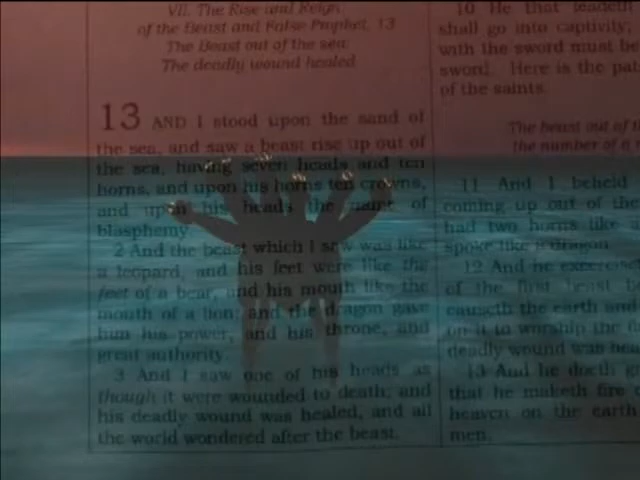 VII. The Rise and Reign
of the Beast and False Prophet, 13
The Beast out of the sea:
The deadly wound healed
13 AND I stood upon the sand of
the sea, and saw a beast rise up out of
the sea, having seven heads and ten
horns, and upon his horns ten crowns,
and upon his heads the name of
blasphemy.
2 And the beast which I saw was like
a leopard, and his feet were like the
feet of a bear, and his mouth like the
mouth of a lion: and the dragon gave
him his power, and his throne, and
great authority.
3 And I saw one of his heads as
though it were wounded to death; and
his deadly wound was healed, and all
the world wondered after the beast.
10 He that leadeth
shall go into captivity;
with the sword must be
sword. Here is the
of the saints.
The beast out of
the number of
11 And I beheld
coming up out of the
had two horns like a
spoke like a dragon.
12 And he exercise
of the first beast
causeth the earth and
on it to worship the
deadly wound was
13 And he doeth
that he maketh fire
heaven on the earth
men.